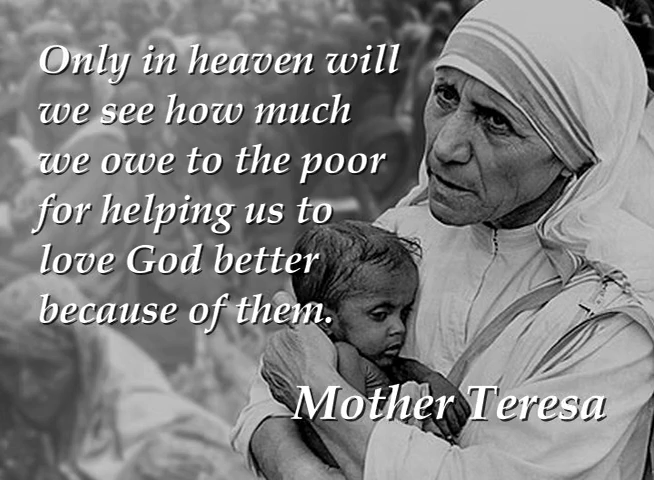 Only in heaven will
we see how much
we owe to the poor
for helping us to
love God better
because of them.
Mother Teresa